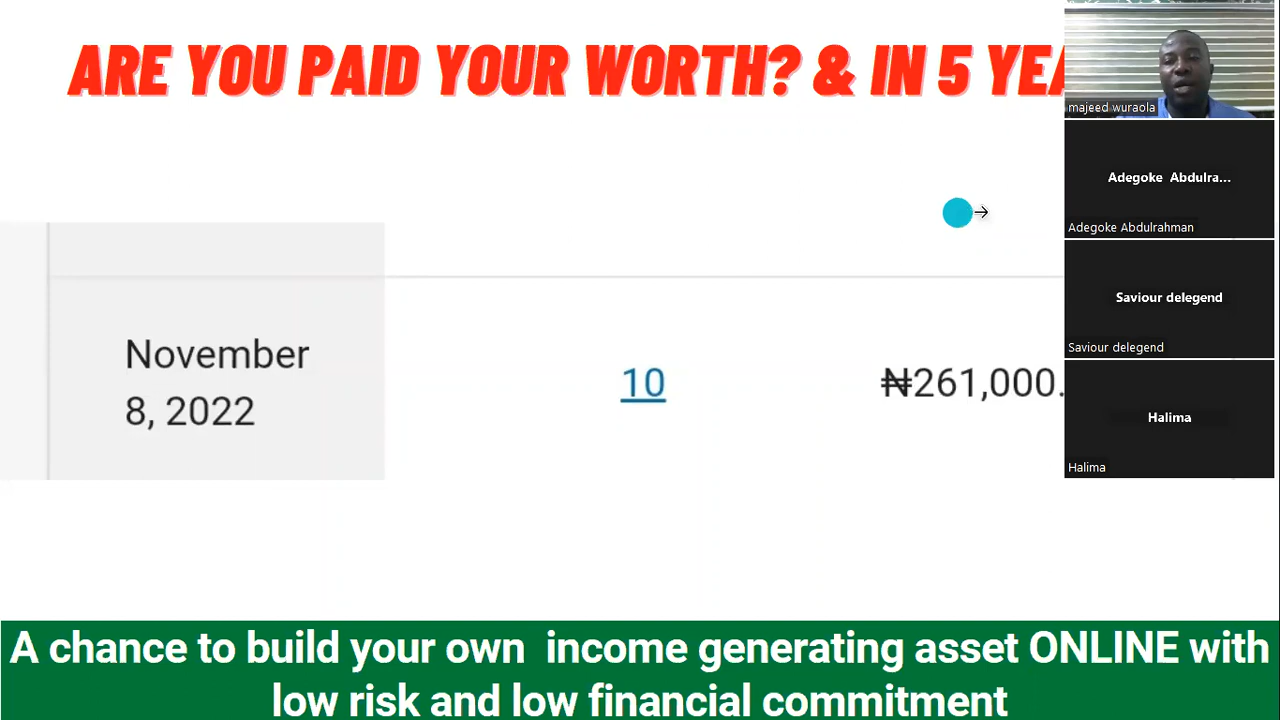 ARE YOU PAID YOUR WORTH? & IN 5
majeed wuraola
Adegoke Abdulra...
Adegoke Abdulrahman
Saviour delegend
Saviour delegend
November
8, 2022
10
₦261,000.
Halima
Halima
A chance to build your own income generating asset ONLINE with
low risk and low financial commitment